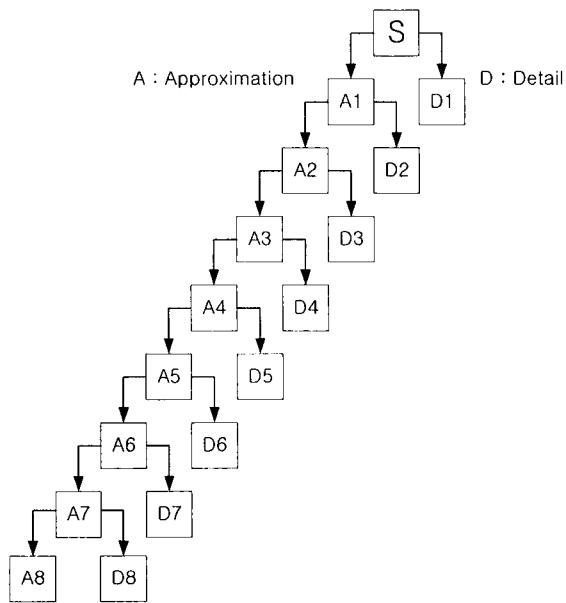 S
A : Approximation
D : Detail
A1
D1
A2
D2
A3
D3
A4
D4
A5
D5
A6
D6
A7
D7
A8
D8